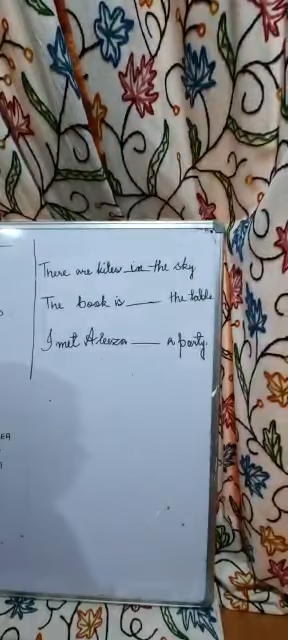 There are kites in the sky
The book is ___ the table
I met Aleeza ___ a party.